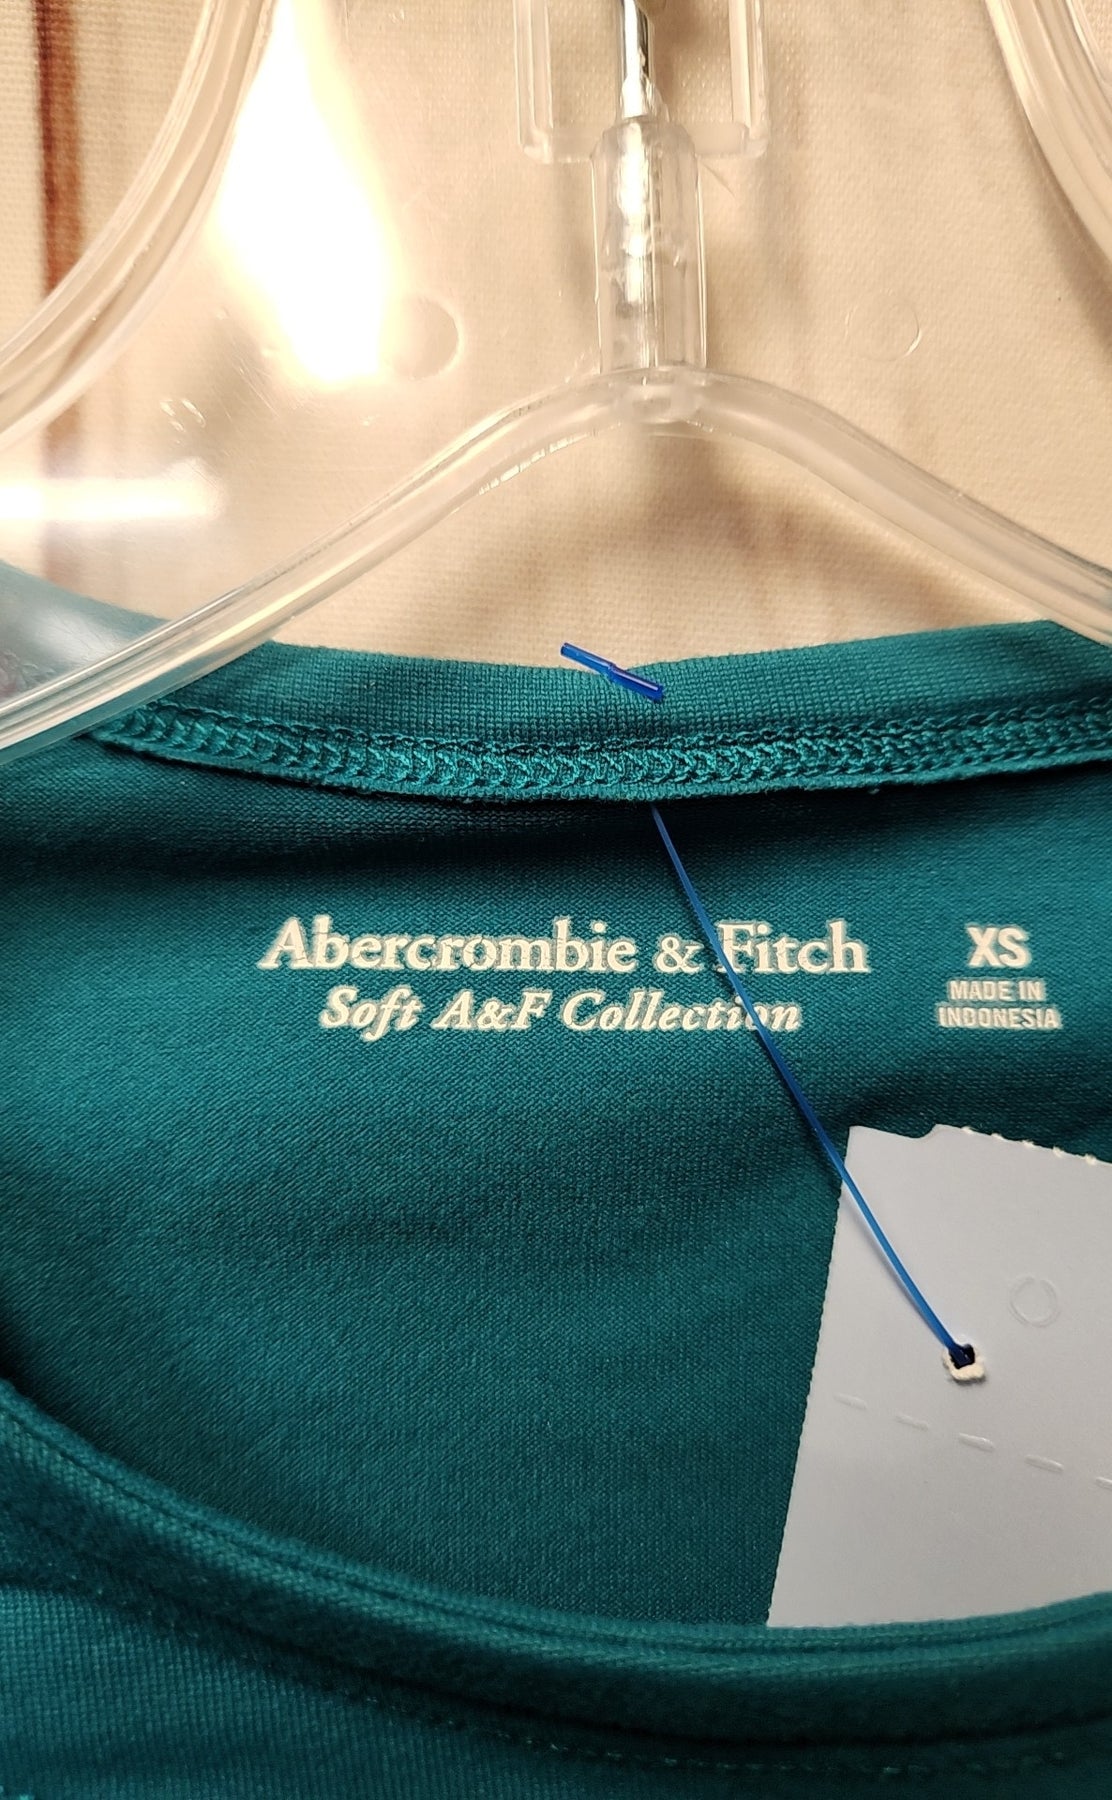 Abercrombie & Fitch
Soft A&F Collection
XS
MADE IN
INDONESIA